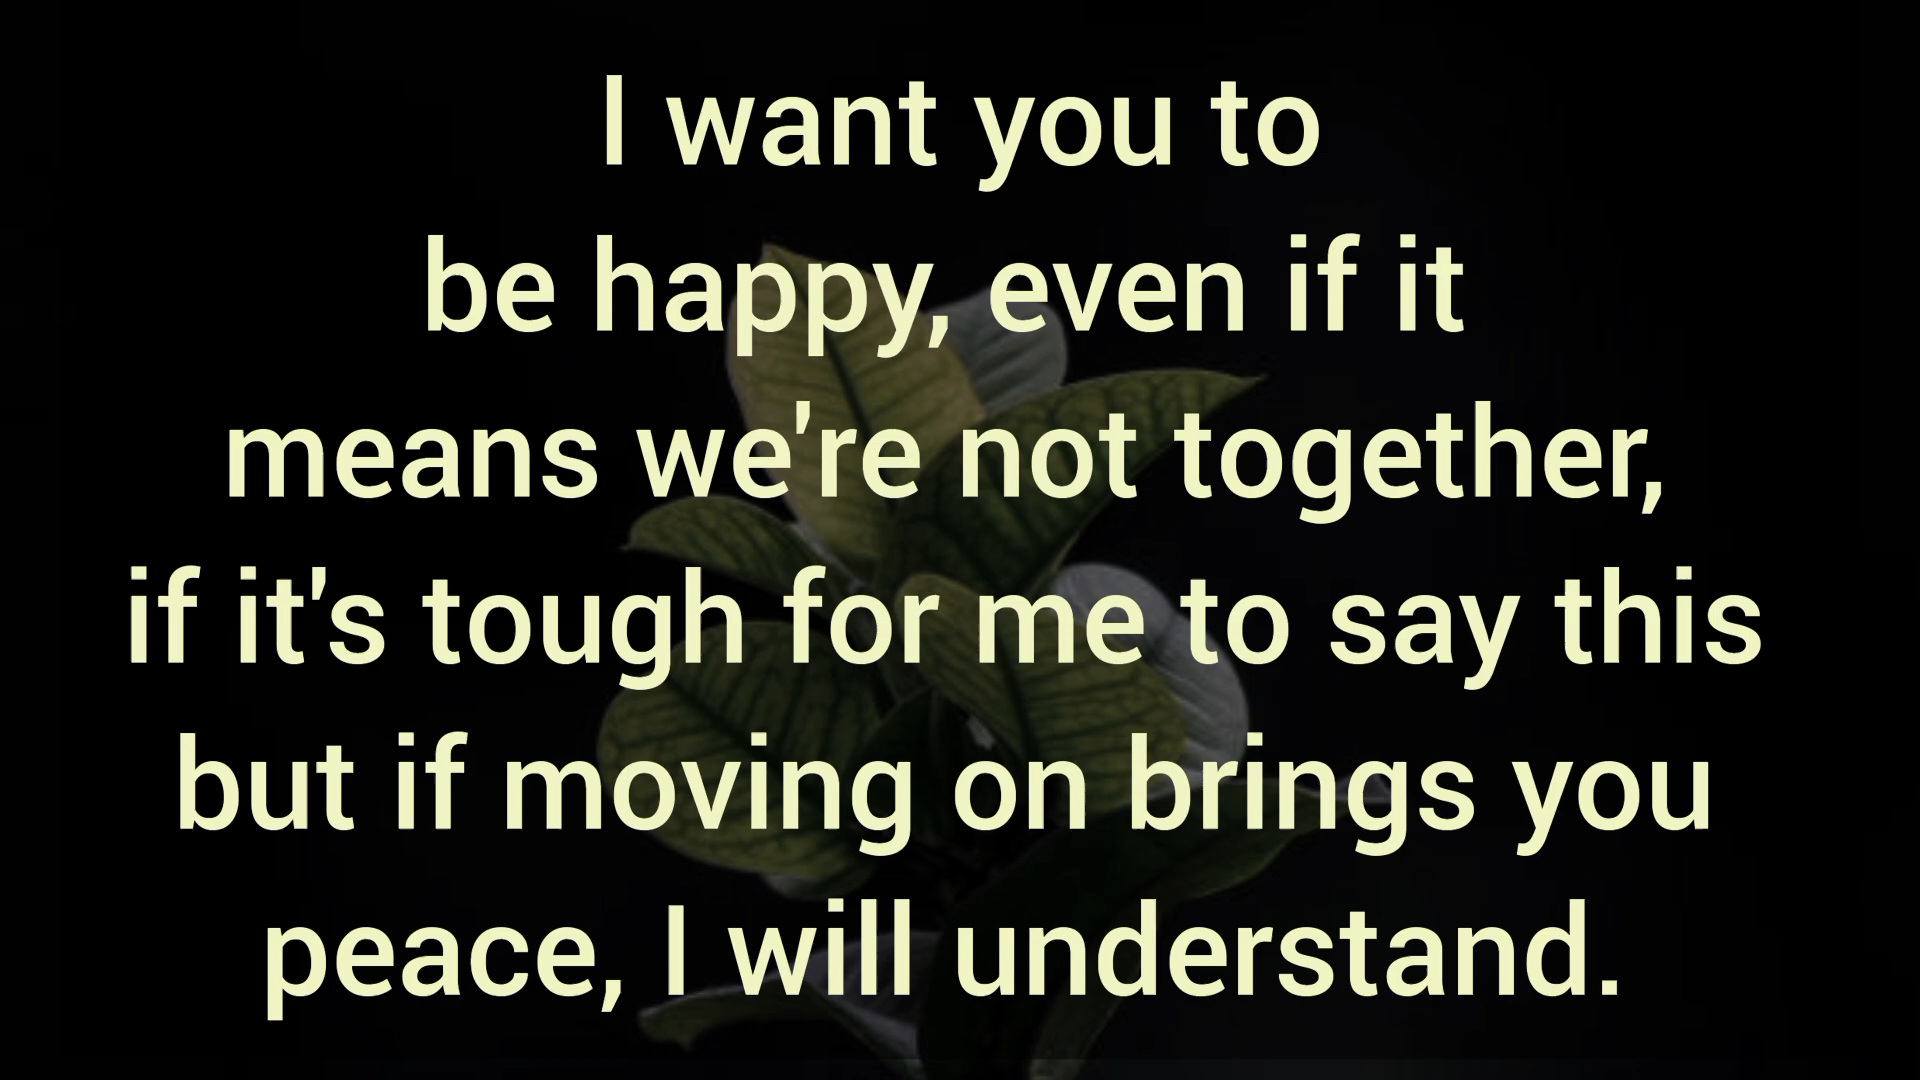 I want you to
be happy, even if it
means we're not together,
if it's tough for me to say this
but if moving on brings you
peace, I will understand.